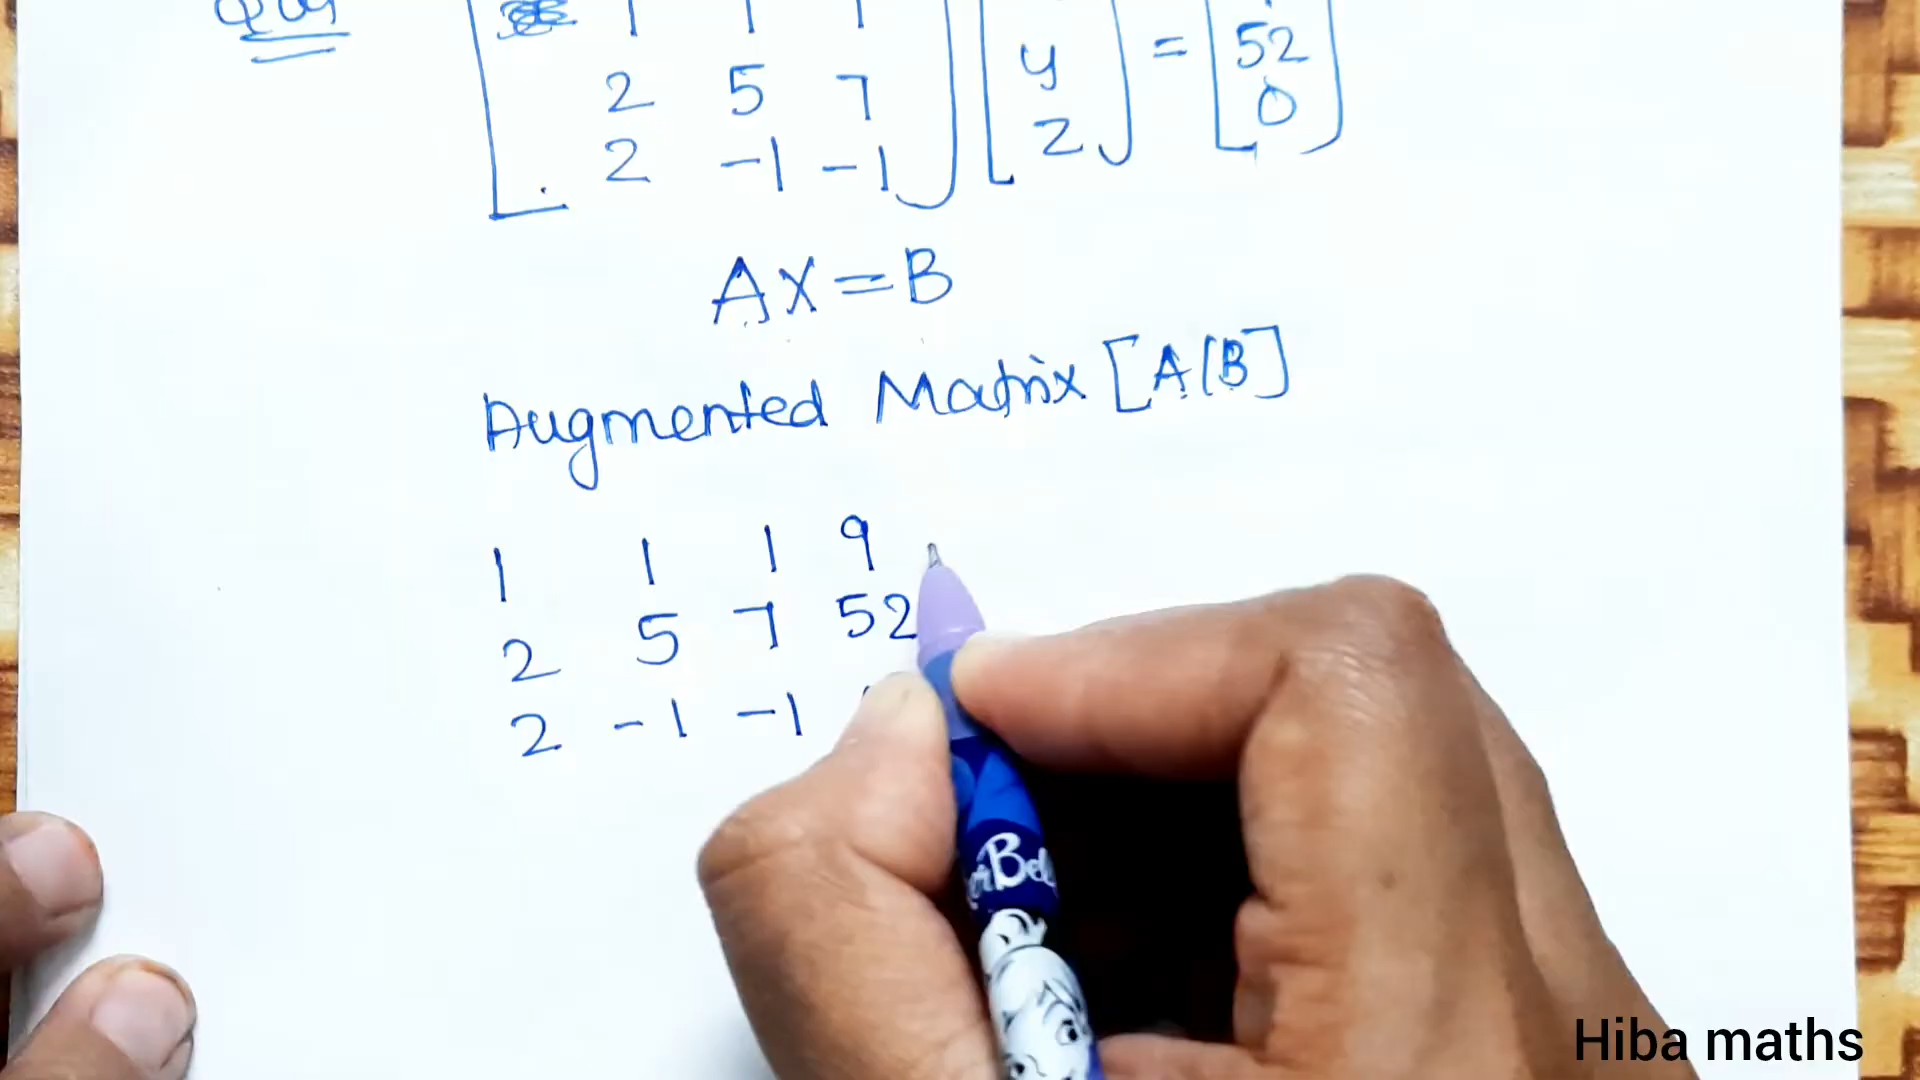 1 1 1
y = 52
2 5 7 0
2 -1 -1 z
AX=B
Augmented Matrix [A|B]
1 1 1 9
2 5 7 52
2 -1 -1
Hiba maths